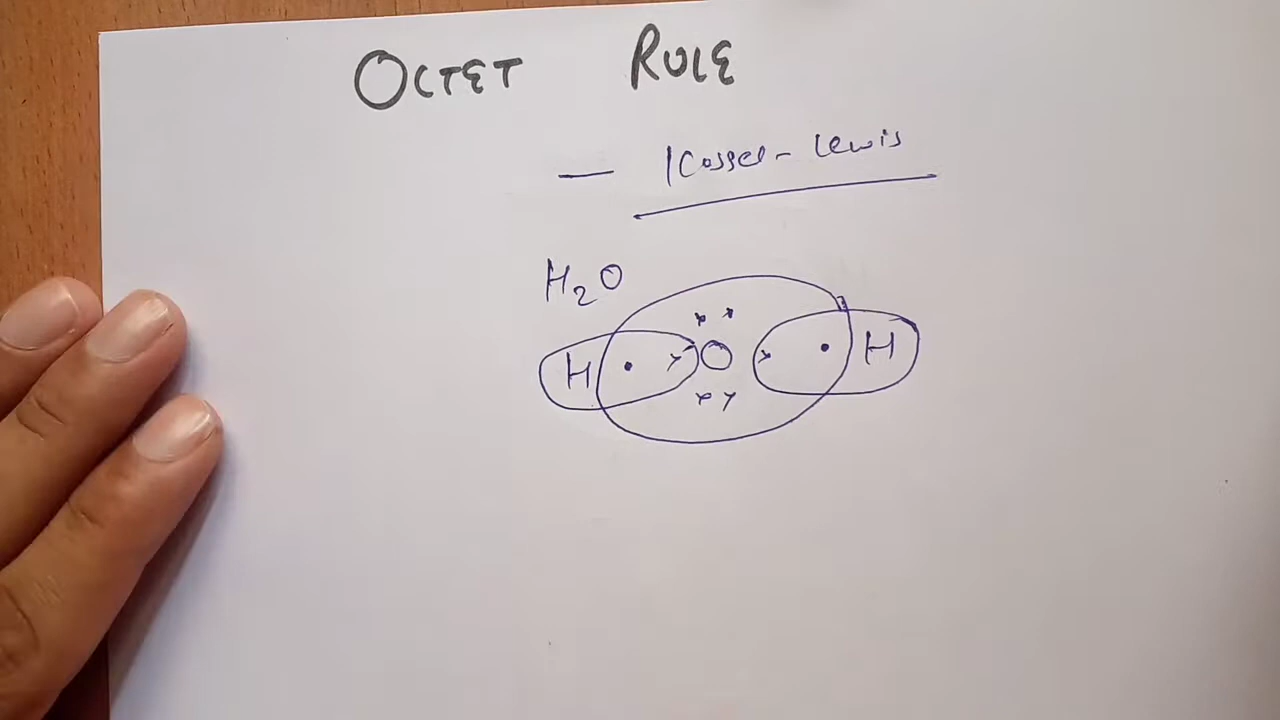 OCTET RULE
— Kossel - Lewis
H₂O
H O H